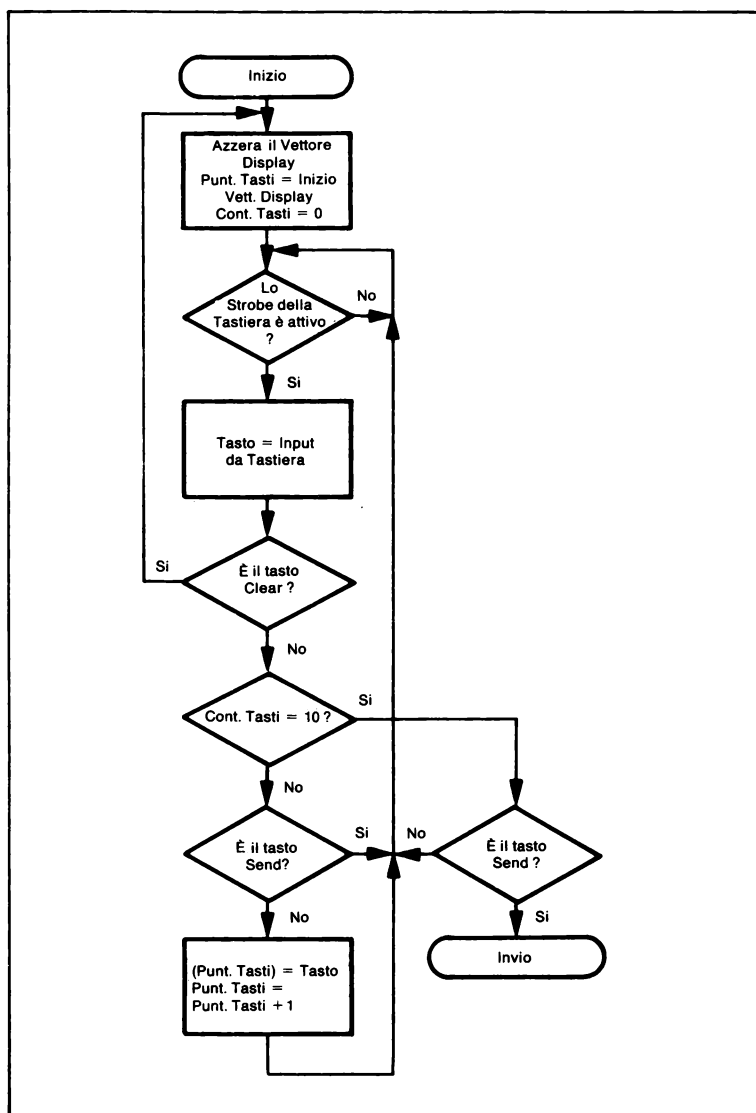 Inizio
Azzera il Vettore
Display
Punt. Tasti = Inizio
Vett. Display
Cont. Tasti = 0
Lo
Strobe della
Tastiera è attivo
?
No
Si
Tasto = Input
da Tastiera
È il tasto
Clear ?
Si
No
Cont. Tasti = 10 ?
Si
No
È il tasto
Send?
Si
No
È il tasto
Send ?
No
Si
(Punt. Tasti) = Tasto
Punt. Tasti =
Punt. Tasti + 1
Invio